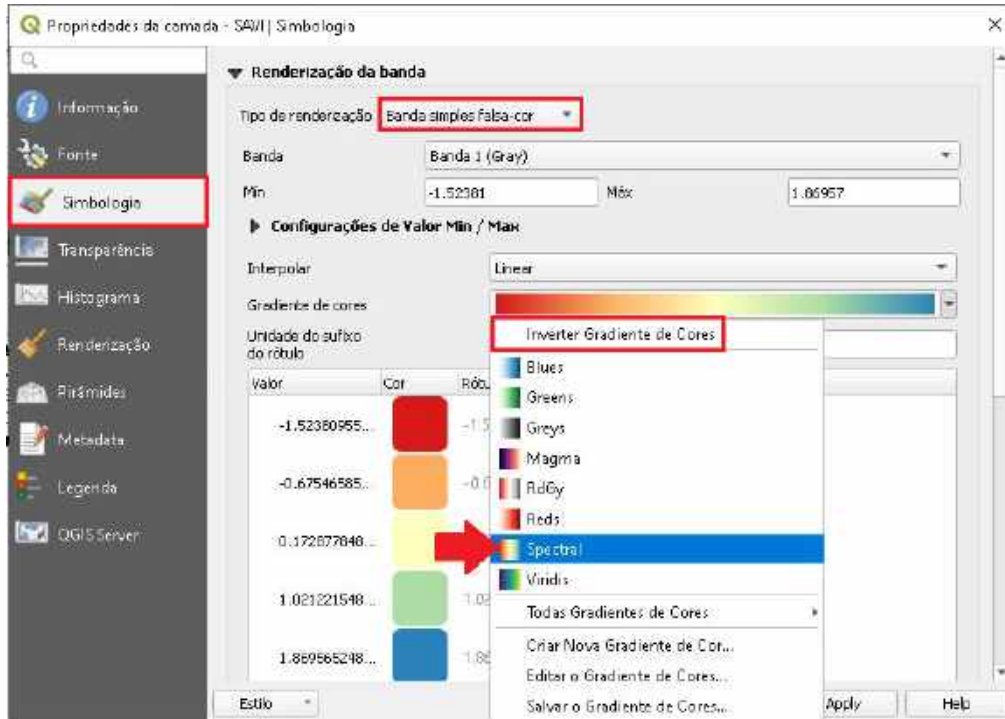 Propriedades da camada - SAVI | Simbologia
Informação
Fonte
Simbologia
Transparência
Histograma
Renderização
Pirâmides
Metadata
Legenda
QGIS Server
Renderização da banda
Tipo de renderização Banda simples falsa-cor
Banda Banda 1 (Gray)
Min -1.52381 Máx 1.86957
Configurações de Valor Min / Max
Interpolar Linear
Gradiente de cores
Unidade do sufixo
do rótulo
Valor Cor Rótu
-1.52380955...
-0.67546585...
0.172877848...
1.021221548...
1.869565248...
Inverter Gradiente de Cores
Blues
Greens
Greys
Magma
RdGy
Reds
Spectral
Viridis
Todas Gradientes de Cores
Criar Nova Gradiente de Cor...
Editar o Gradiente de Cores...
Salvar o Gradiente de Cores...
Estilo Apply Help